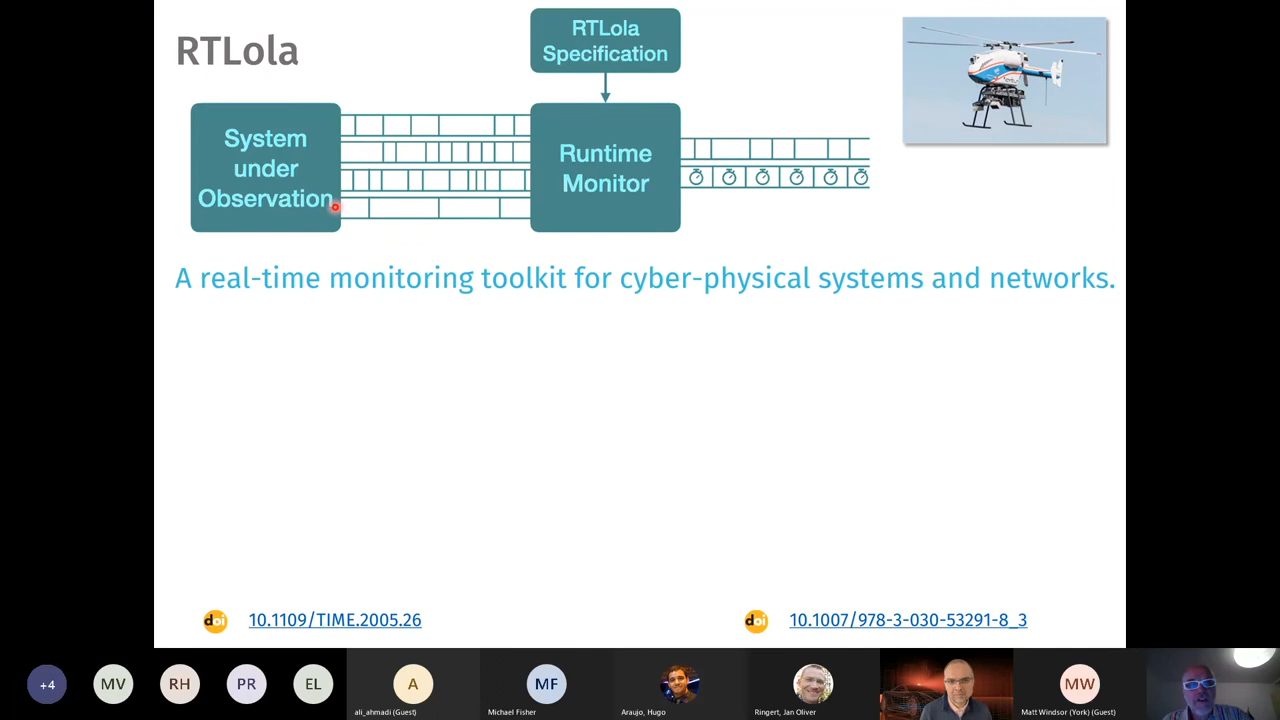 RTLola
RTLola
Specification
System
under
Observation
Runtime
Monitor
A real-time monitoring toolkit for cyber-physical systems and networks.
doi
10.1109/TIME.2005.26
doi
10.1007/978-3-030-53291-8_3
+4
MV
RH
PR
EL
A
MF
MW
ali_ahmadi (Guest)
Michael Fisher
Araujo, Hugo
Ringert, Jan Oliver
Matt Windsor (York) (Guest)